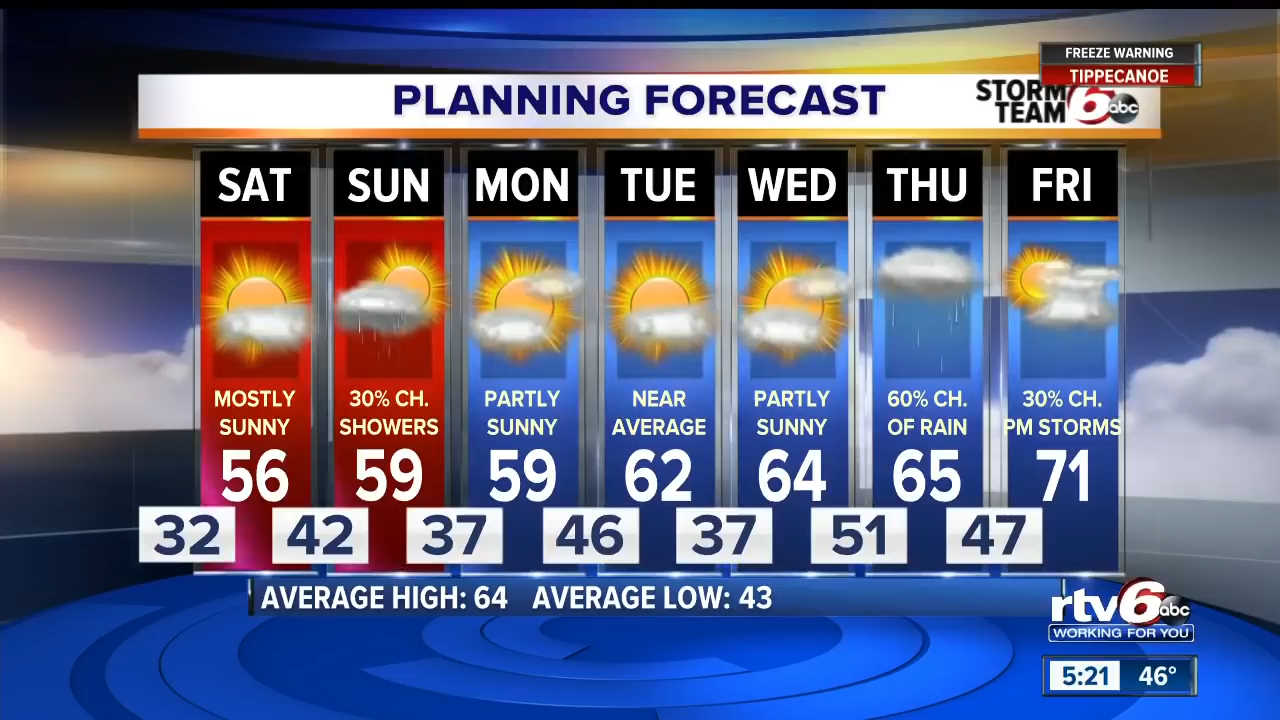 FREEZE WARNING
TIPPECANOE
PLANNING FORECAST
STORM
TEAM 6 abc
SAT SUN MON TUE WED THU FRI
MOSTLY 30% CH. PARTLY NEAR PARTLY 60% CH. 30% CH.
SUNNY SHOWERS SUNNY AVERAGE SUNNY OF RAIN PM STORMS
56 59 59 62 64 65 71
32 42 37 46 37 51 47
AVERAGE HIGH: 64 AVERAGE LOW: 43
rtv6 abc
WORKING FOR YOU
5:21 46°